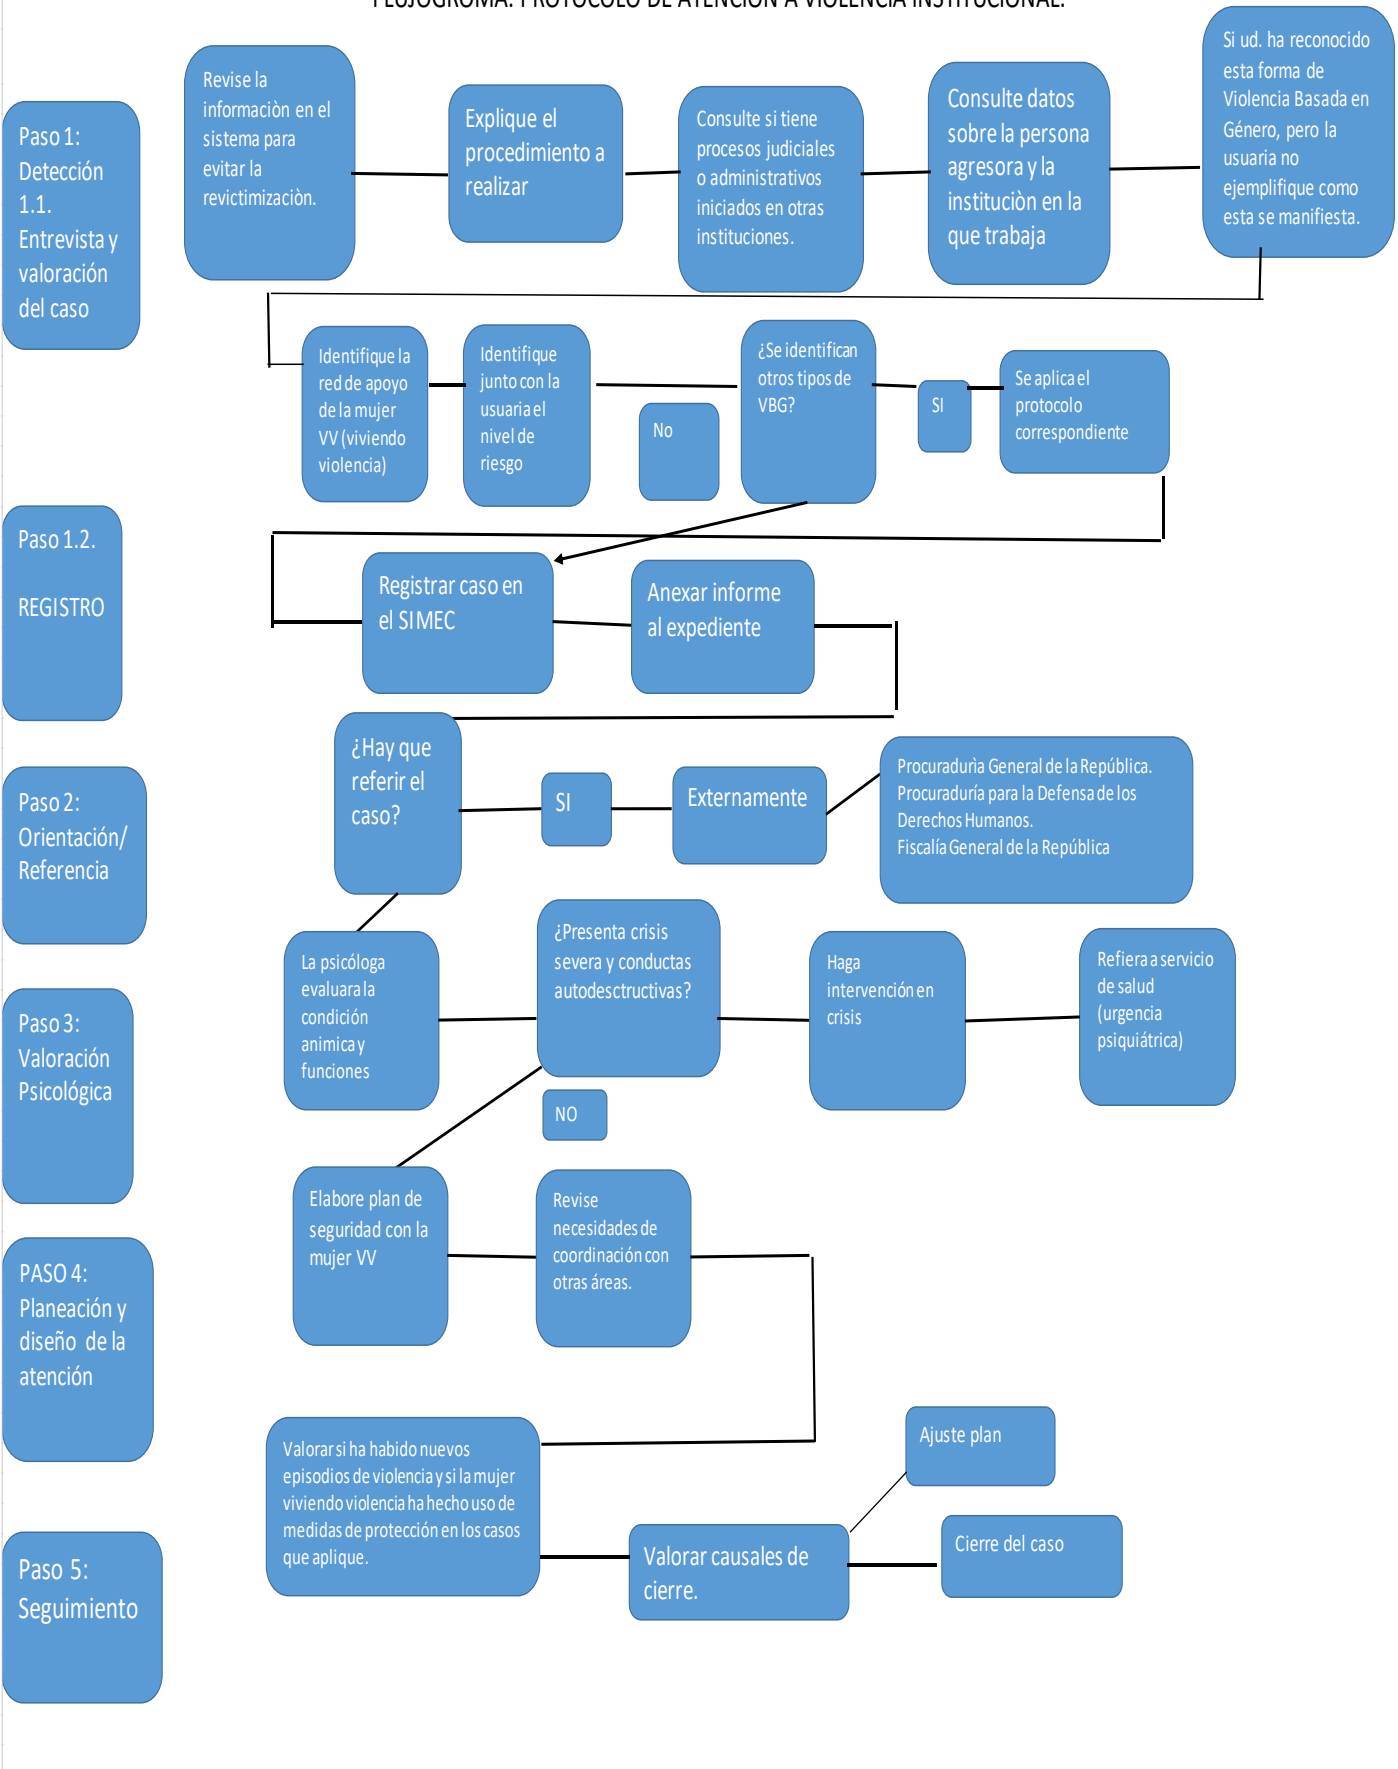 FLUJOGROMA: PROTOCOLO DE ATENCION A VIOLENCIA INSTITUCIONAL.
Paso 1:
Detección
1.1.
Entrevista y
valoración
del caso
Revise la
informaciòn en el
sistema para
evitar la
revictimizaciòn.
Explique el
procedimiento a
realizar
Consulte si tiene
procesos judiciales
o administrativos
iniciados en otras
instituciones.
Consulte datos
sobre la persona
agresora y la
instituciòn en la
que trabaja
Si ud. ha reconocido
esta forma de
Violencia Basada en
Género, pero la
usuaria no
ejemplifique como
esta se manifiesta.
Identifique la
red de apoyo
de la mujer
VV (viviendo
violencia)
Identifique
junto con la
usuaria el
nivel de
riesgo
No
¿Se identifican
otros tipos de
VBG?
SI
Se aplica el
protocolo
correspondiente
Paso 1.2.
REGISTRO
Registrar caso en
el SIMEC
Anexar informe
al expediente
Paso 2:
Orientación/
Referencia
¿Hay que
referir el
caso?
SI
Externamente
Procuradurìa General de la República.
Procuraduría para la Defensa de los
Derechos Humanos.
Fiscalía General de la República
Paso 3:
Valoración
Psicológica
La psicóloga
evaluara la
condición
animica y
funciones
¿Presenta crisis
severa y conductas
autodesctructivas?
Haga
intervención en
crisis
Refiera a servicio
de salud
(urgencia
psiquiátrica)
NO
PASO 4:
Planeación y
diseño de la
atención
Elabore plan de
seguridad con la
mujer VV
Revise
necesidades de
coordinación con
otras áreas.
Paso 5:
Seguimiento
Valorar si ha habido nuevos
episodios de violencia y si la mujer
viviendo violencia ha hecho uso de
medidas de protección en los casos
que aplique.
Valorar causales de
cierre.
Ajuste plan
Cierre del caso